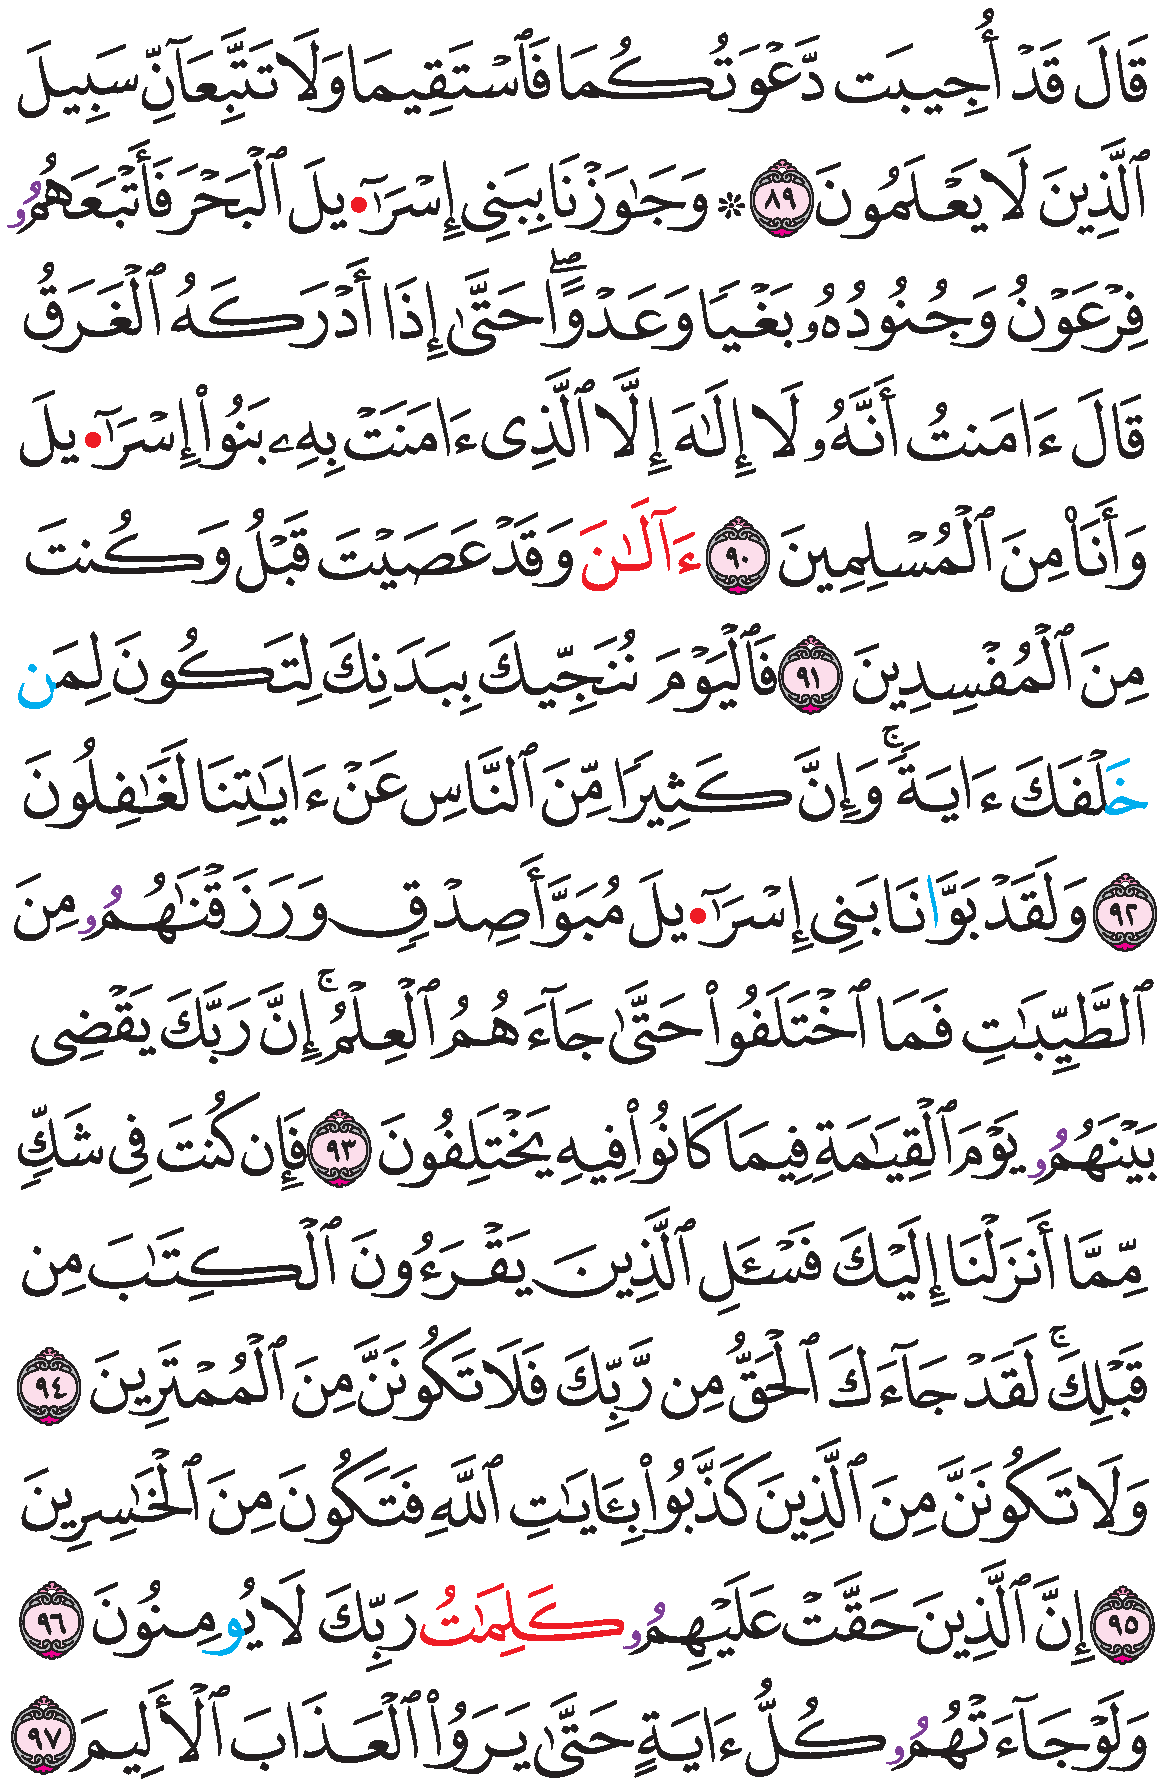 قَالَ قَدْ أُجِيبَت دَّعْوَتُكُمَا فَٱسْتَقِيمَا وَلَا تَتَّبِعَآنِّ سَبِيلَ
ٱلَّذِينَ لَا يَعْلَمُونَ ٨٩ ۞ وَجَٰوَزْنَا بِبَنِي إِسْرَآ•يلَ ٱلْبَحْرَ فَأَتْبَعَهُمُۥ
فِرْعَوْنُ وَجُنُودُهُۥ بَغْيًا وَعَدْوًاۖ حَتَّىٰ إِذَا أَدْرَكَهُ ٱلْغَرَقُ
قَالَ ءَامَنتُ أَنَّهُۥ لَا إِلَٰهَ إِلَّا ٱلَّذِى ءَامَنَتْ بِهِۦ بَنُوا۟ إِسْرَآ•يلَ
وَأَنَا۠ مِنَ ٱلْمُسْلِمِينَ ٩٠ ءَآلَٰنَ وَقَدْ عَصَيْتَ قَبْلُ وَكُنتَ
مِنَ ٱلْمُفْسِدِينَ ٩١ فَٱلْيَوْمَ نُنَجِّيكَ بِبَدَنِكَ لِتَكُونَ لِمَن
خَلْفَكَ ءَايَةًۚ وَإِنَّ كَثِيرًا مِّنَ ٱلنَّاسِ عَنْ ءَايَٰتِنَا لَغَٰفِلُونَ
٩٢ وَلَقَدْ بَوَّانَا بَنِي إِسْرَآ•يلَ مُبَوَّأَ صِدْقٍ وَرَزَقْنَٰهُمُۥ مِنَ
ٱلطَّيِّبَٰتِ فَمَا ٱخْتَلَفُوا۟ حَتَّىٰ جَآءَهُمُ ٱلْعِلْمُۚ إِنَّ رَبَّكَ يَقْضِى
بَيْنَهُمُۥ يَوْمَ ٱلْقِيَٰمَةِ فِيمَا كَانُوا۟ فِيهِ يَخْتَلِفُونَ ٩٣ فَإِن كُنتَ فِى شَكٍّ
مِّمَّا أَنزَلْنَا إِلَيْكَ فَسْـَٔلِ ٱلَّذِينَ يَقْرَءُونَ ٱلْكِتَٰبَ مِن
قَبْلِكَۚ لَقَدْ جَآءَكَ ٱلْحَقُّ مِن رَّبِّكَ فَلَا تَكُونَنَّ مِنَ ٱلْمُمْتَرِينَ ٩٤
وَلَا تَكُونَنَّ مِنَ ٱلَّذِينَ كَذَّبُوا۟ بِـَٔايَٰتِ ٱللَّهِ فَتَكُونَ مِنَ ٱلْخَٰسِرِينَ
٩٥ إِنَّ ٱلَّذِينَ حَقَّتْ عَلَيْهِمُۥ كَلِمَٰتُ رَبِّكَ لَا يُومِنُونَ ٩٦
وَلَوْ جَآءَتْهُمُۥ كُلُّ ءَايَةٍ حَتَّىٰ يَرَوُا۟ ٱلْعَذَابَ ٱلْأَلِيمَ ٩٧